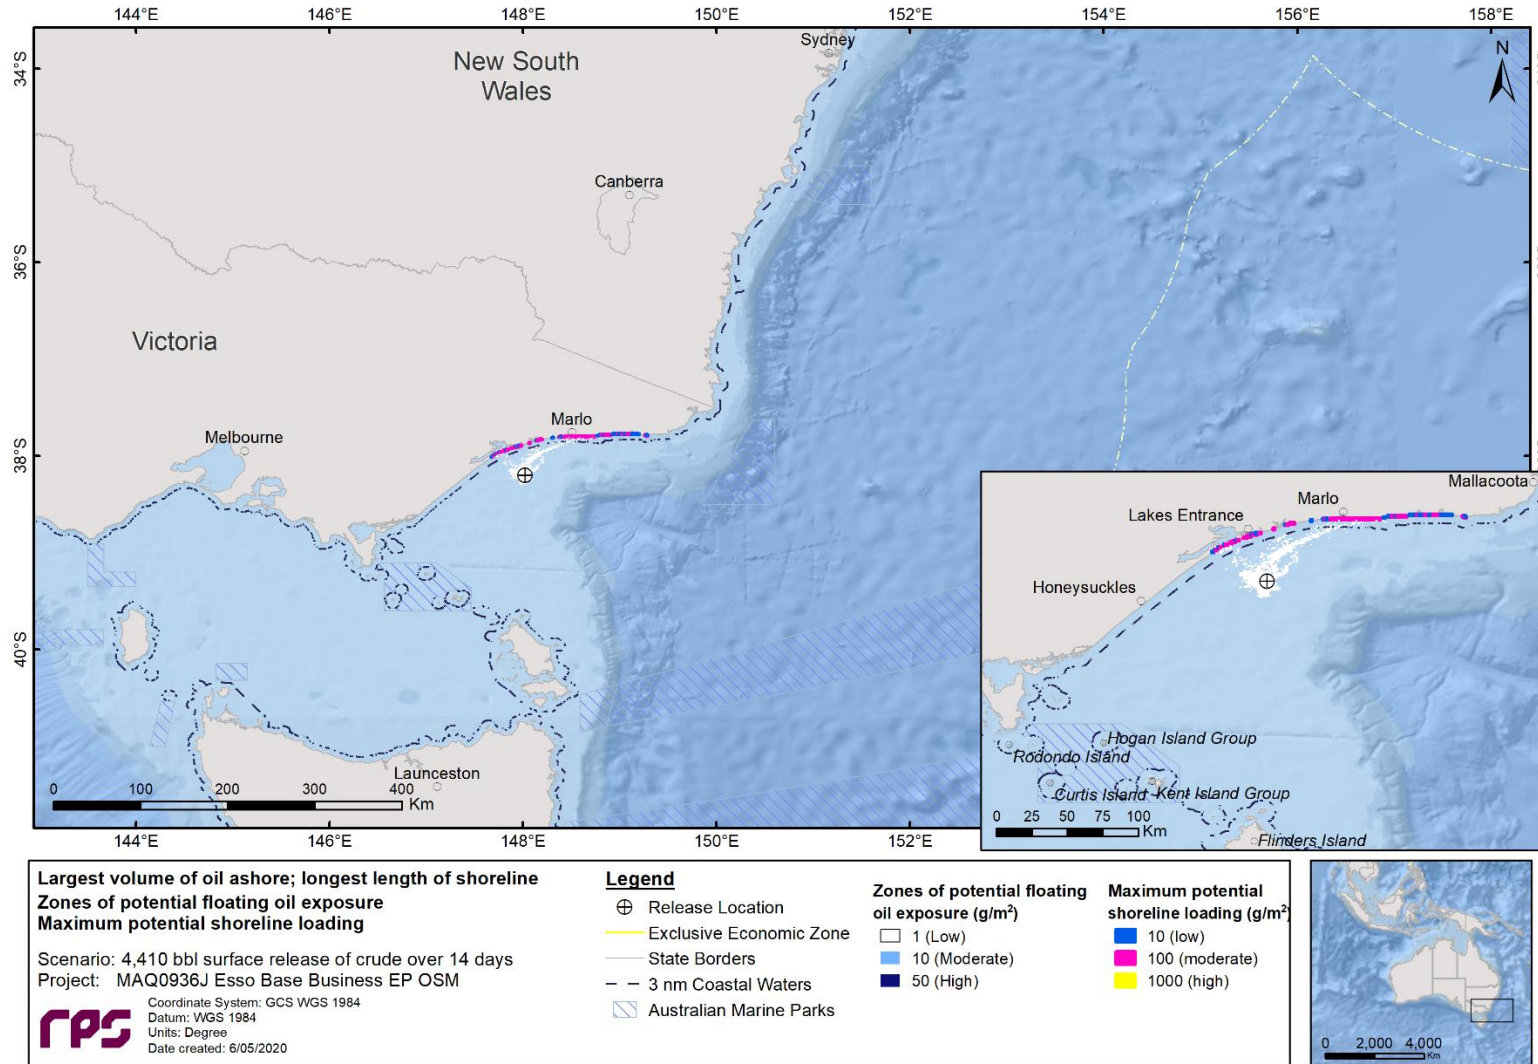 144°E 146°E 148°E 150°E 152°E 154°E 156°E 158°E
Sydney
N
34°S
New South
Wales
Canberra
36°S
Victoria
Marlo
Melbourne
38°S
40°S
Launceston
0 100 200 300 400
Km
144°E 146°E 148°E 150°E 152°E
Mallacoota
Marlo
Lakes Entrance
Honeysuckles
Hogan Island Group
Rodondo Island
Curtis Island
Kent Island Group
0 25 50 75 100
Km
Flinders Island
Largest volume of oil ashore; longest length of shoreline
Zones of potential floating oil exposure
Maximum potential shoreline loading
Scenario: 4,410 bbl surface release of crude over 14 days
Project: MAQ0936J Esso Base Business EP OSM
rps
Coordinate System: GCS WGS 1984
Datum: WGS 1984
Units: Degree
Date created: 6/05/2020
Legend
Release Location
Exclusive Economic Zone
State Borders
3 nm Coastal Waters
Australian Marine Parks
Zones of potential floating
oil exposure (g/m²)
1 (Low)
10 (Moderate)
50 (High)
Maximum potential
shoreline loading (g/m²)
10 (low)
100 (moderate)
1000 (high)
0 2,000 4,000
Km